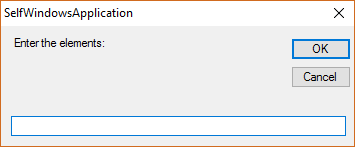 SelfWindowsApplication
Enter the elements:
OK
Cancel